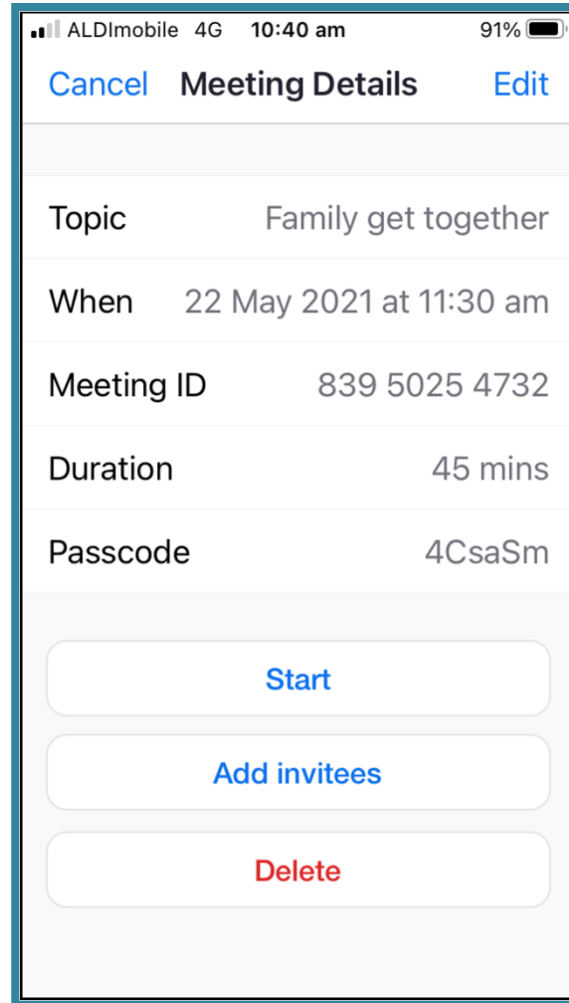 ALDImobile 4G 10:40 am 91%
Cancel Meeting Details Edit
Topic Family get together
When 22 May 2021 at 11:30 am
Meeting ID 839 5025 4732
Duration 45 mins
Passcode 4CsaSm
Start
Add invitees
Delete